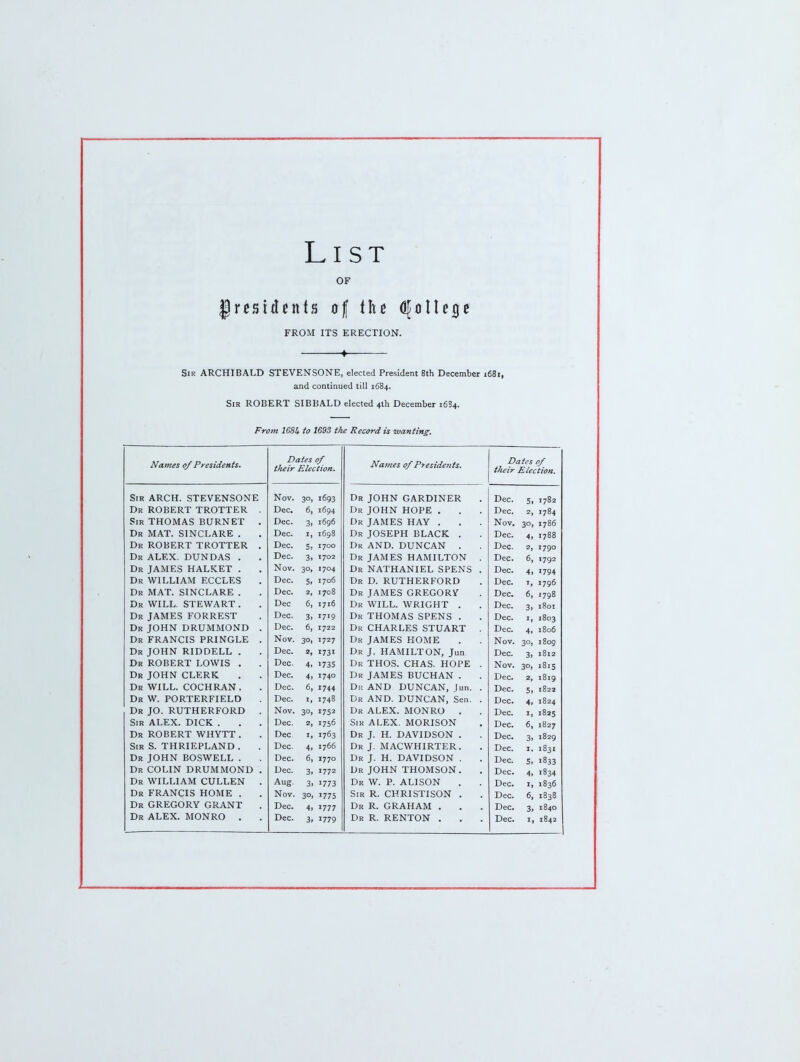 LIST
OF
Presidents of the College
FROM ITS ERECTION.
SIR ARCHIBALD STEVENSONE, elected President 8th December 1681,
and continued till 1684.
SIR ROBERT SIBBALD elected 4th December 1684.
From 1684 to 1693 the Record is wanting.
Names of Presidents. Dates of their Election. Names of Presidents. Dates of their Election.
SIR ARCH. STEVENSONE Nov. 30, 1693 DR JOHN GARDINER . Dec. 5, 1782
DR ROBERT TROTTER . Dec. 6, 1694 DR JOHN HOPE . . . Dec. 2, 1784
SIR THOMAS BURNET . Dec. 3, 1696 DR JAMES HAY . . . Nov. 30, 1786
DR MAT. SINCLARE . . Dec. 1, 1698 DR JOSEPH BLACK . . Dec. 4, 1788
DR ROBERT TROTTER . Dec. 5, 1700 DR AND. DUNCAN . . Dec. 2, 1790
DR ALEX. DUNDAS . . Dec. 3, 1702 DR JAMES HAMILTON . Dec. 6, 1792
DR JAMES HALKET . . Nov. 30, 1704 DR NATHANIEL SPENS . Dec. 4, 1794
DR WILLIAM ECCLES . Dec. 5, 1706 DR D. RUTHERFORD . Dec. 1, 1796
DR MAT. SINCLARE . . Dec. 2, 1708 DR JAMES GREGORY . Dec. 6, 1798
DR WILL. STEWART . . Dec 6, 1716 DR WILL. WRIGHT . . Dec. 3, 1801
DR JAMES FORREST . Dec. 3, 1719 DR THOMAS SPENS . . Dec. 1, 1803
DR JOHN DRUMMOND . Dec. 6, 1722 DR CHARLES STUART . Dec. 4, 1806
DR FRANCIS PRINGLE . Nov. 30, 1727 DR JAMES HOME . . Nov. 30, 1809
DR JOHN RIDDELL . . Dec. 2, 1731 DR J. HAMILTON, Jun Dec. 3, 1812
DR ROBERT LOWIS . . Dec. 4, 1735 DR THOS. CHAS. HOPE . Nov. 30, 1815
DR JOHN CLERK . . Dec. 4, 1740 DR JAMES BUCHAN . . Dec. 2, 1819
DR WILL. COCHRAN . . Dec. 6, 1744 DR AND DUNCAN, Jun. . Dec. 5, 1822
DR W. PORTERFIELD . Dec. 1, 1748 DR AND. DUNCAN, Sen. . Dec. 4, 1824
DR JO. RUTHERFORD . Nov. 30, 1752 DR ALEX. MONRO . . Dec. 1, 1825
SIR ALEX. DICK . . . Dec. 2, 1756 SIR ALEX. MORISON . Dec. 6, 1827
DR ROBERT WHYTT . . Dec 1, 1763 DR J. H. DAVIDSON . . Dec. 3, 1829
SIR S. THRIEPLAND . . Dec. 4, 1766 DR J. MACWHIRTER . . Dec. 1. 1831
DR JOHN BOSWELL . . Dec. 6, 1770 DR J. H. DAVIDSON . . Dec. 5, 1833
DR COLIN DRUMMOND . Dec. 3, 1772 DR JOHN THOMSON . . Dec. 4, 1834
DR WILLIAM CULLEN . Aug. 3, 1773 DR W. P. ALISON . . Dec. 1, 1836
DR FRANCIS HOME . . Nov. 30, 1775 SIR R. CHRISTISON . . Dec. 6, 1838
DR GREGORY GRANT . Dec. 4, 1777 DR R. GRAHAM . . . Dec. 3, 1840
DR ALEX. MONRO . . Dec. 3, 1779 DR R. RENTON . . . Dec. 1, 1842